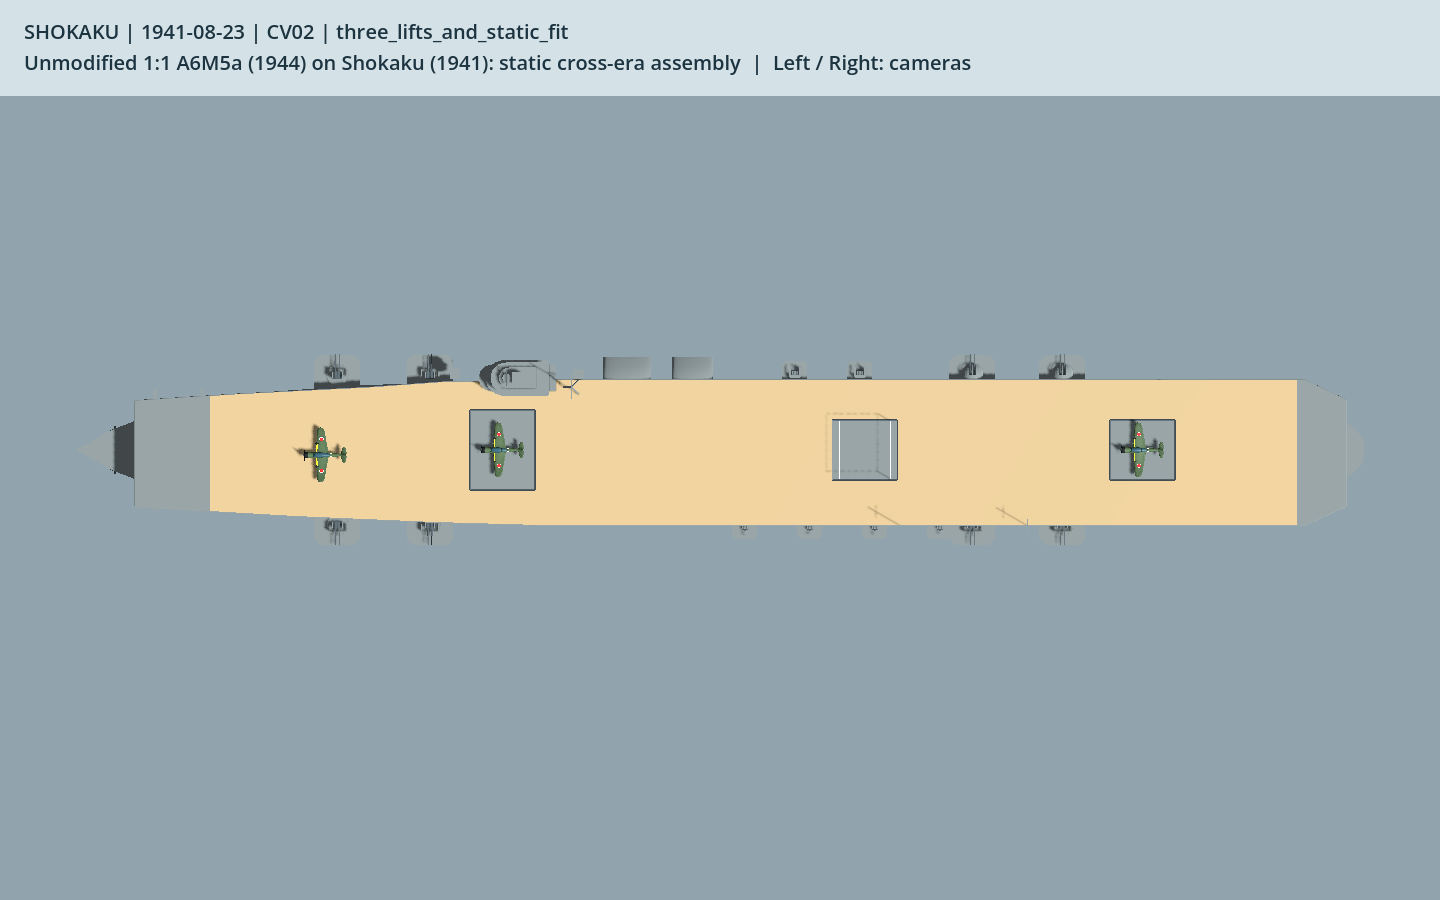 SHOKAKU | 1941-08-23 | CV02 | three_lifts_and_static_fit
Unmodified 1:1 A6M5a (1944) on Shokaku (1941): static cross-era assembly | Left / Right: cameras